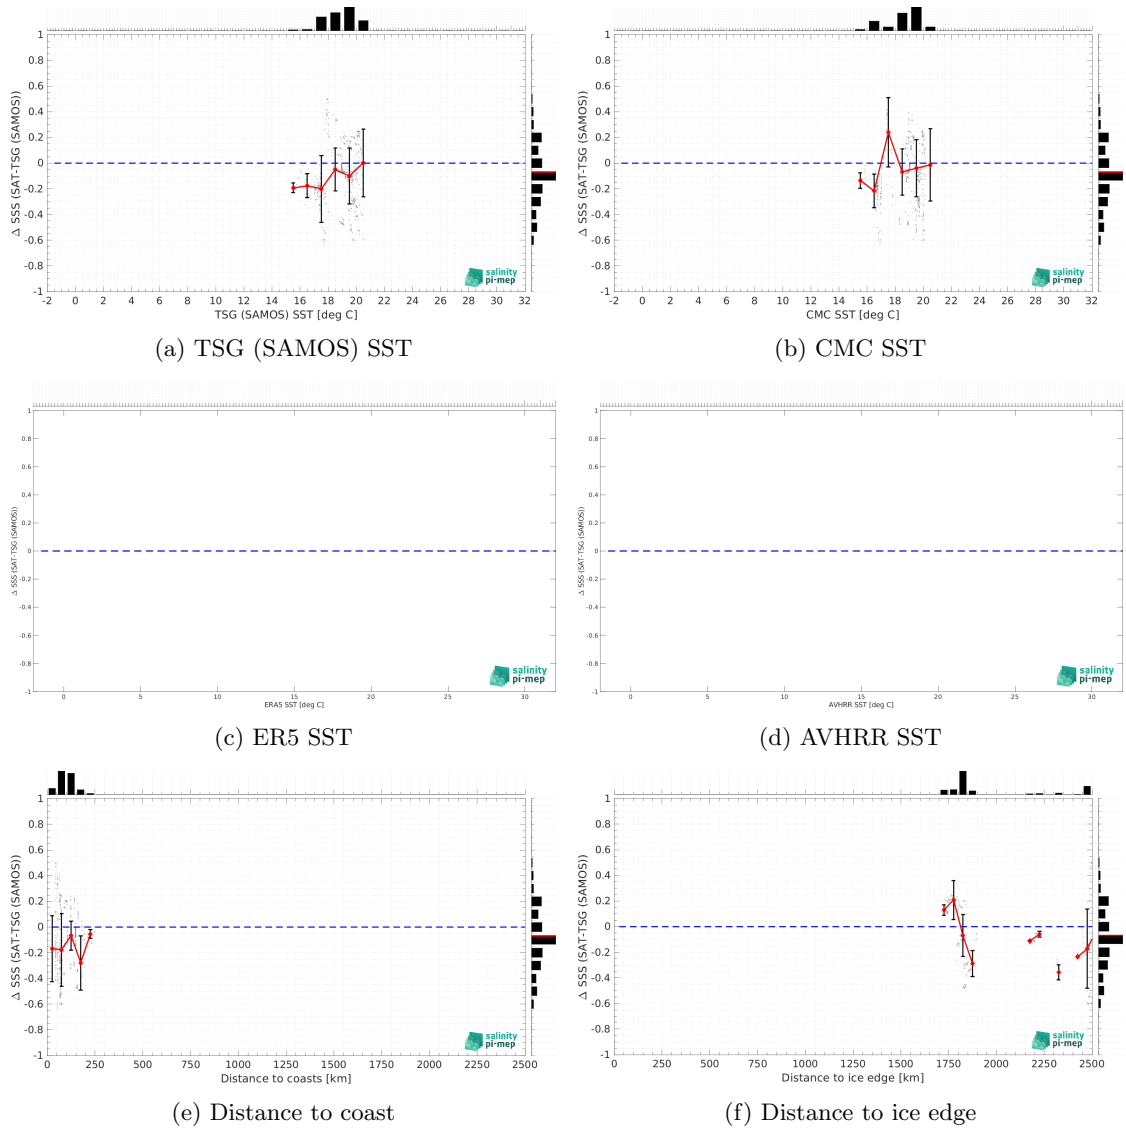 1
0.8
0.6
0.4
0.2
0
-0.2
-0.4
-0.6
-0.8
-1
Δ SSS (SAT-TSG (SAMOS))
-2 0 2 4 6 8 10 12 14 16 18 20 22 24 26 28 30 32
TSG (SAMOS) SST [deg C]
salinity
pi-mep
(a) TSG (SAMOS) SST
1
0.8
0.6
0.4
0.2
0
-0.2
-0.4
-0.6
-0.8
-1
Δ SSS (SAT-TSG (SAMOS))
-2 0 2 4 6 8 10 12 14 16 18 20 22 24 26 28 30 32
CMC SST [deg C]
salinity
pi-mep
(b) CMC SST
1
0.8
0.6
0.4
0.2
0
-0.2
-0.4
-0.6
-0.8
-1
Δ SSS (SAT-TSG (SAMOS))
0 5 10 15 20 25 30
ERA5 SST [deg C]
salinity
pi-mep
(c) ER5 SST
1
0.8
0.6
0.4
0.2
0
-0.2
-0.4
-0.6
-0.8
-1
Δ SSS (SAT-TSG (SAMOS))
0 5 10 15 20 25 30
AVHRR SST [deg C]
salinity
pi-mep
(d) AVHRR SST
1
0.8
0.6
0.4
0.2
0
-0.2
-0.4
-0.6
-0.8
-1
Δ SSS (SAT-TSG (SAMOS))
0 250 500 750 1000 1250 1500 1750 2000 2250 2500
Distance to coasts [km]
salinity
pi-mep
(e) Distance to coast
1
0.8
0.6
0.4
0.2
0
-0.2
-0.4
-0.6
-0.8
-1
Δ SSS (SAT-TSG (SAMOS))
0 250 500 750 1000 1250 1500 1750 2000 2250 2500
Distance to ice edge [km]
salinity
pi-mep
(f) Distance to ice edge